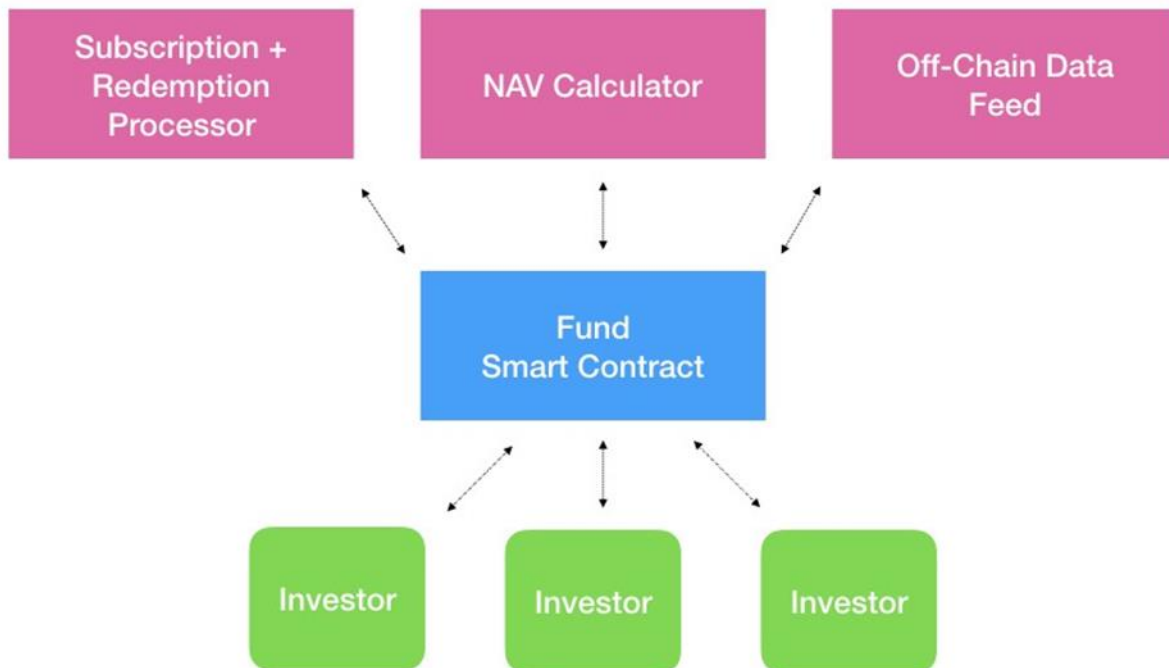 Subscription +
Redemption
Processor
NAV Calculator
Off-Chain Data
Feed
Fund
Smart Contract
Investor
Investor
Investor